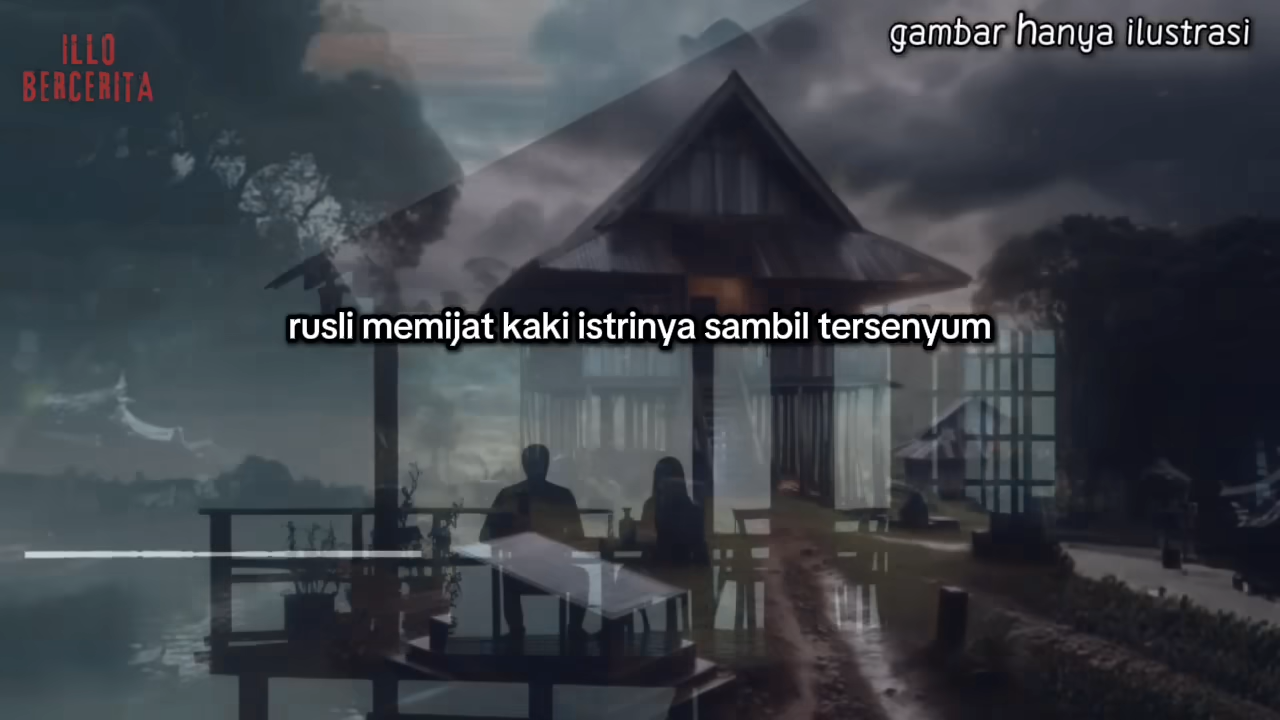 ILLO
BERCERITA
gambar hanya ilustrasi
rusli memijat kaki istrinya sambil tersenyum